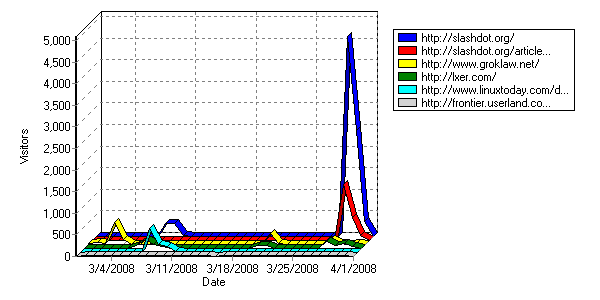 5,000
4,500
4,000
3,500
3,000
2,500
2,000
1,500
1,000
500
0
Visitors
3/4/2008 3/11/2008 3/18/2008 3/25/2008 4/1/2008
Date
http://slashdot.org/
http://slashdot.org/article...
http://www.groklaw.net/
http://lxer.com/
http://www.linuxtoday.com/d...
http://frontier.userland.co...